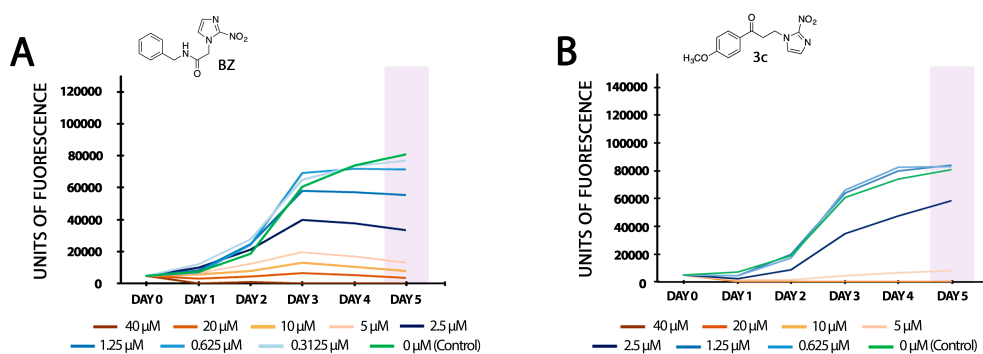 A
N
N
NO₂
NH
O
BZ
UNITS OF FLUORESCENCE
120000
100000
80000
60000
40000
20000
0
DAY 0 DAY 1 DAY 2 DAY 3 DAY 4 DAY 5
40 µM 20 µM 10 µM 5 µM 2.5 µM
1.25 µM 0.625 µM 0.3125 µM 0 µM (Control)
B
O
NO₂
N
N
H₃CO
3c
UNITS OF FLUORESCENCE
140000
120000
100000
80000
60000
40000
20000
0
DAY 0 DAY 1 DAY 2 DAY 3 DAY 4 DAY 5
40 µM 20 µM 10 µM 5 µM
2.5 µM 1.25 µM 0.625 µM 0 µM (Control)